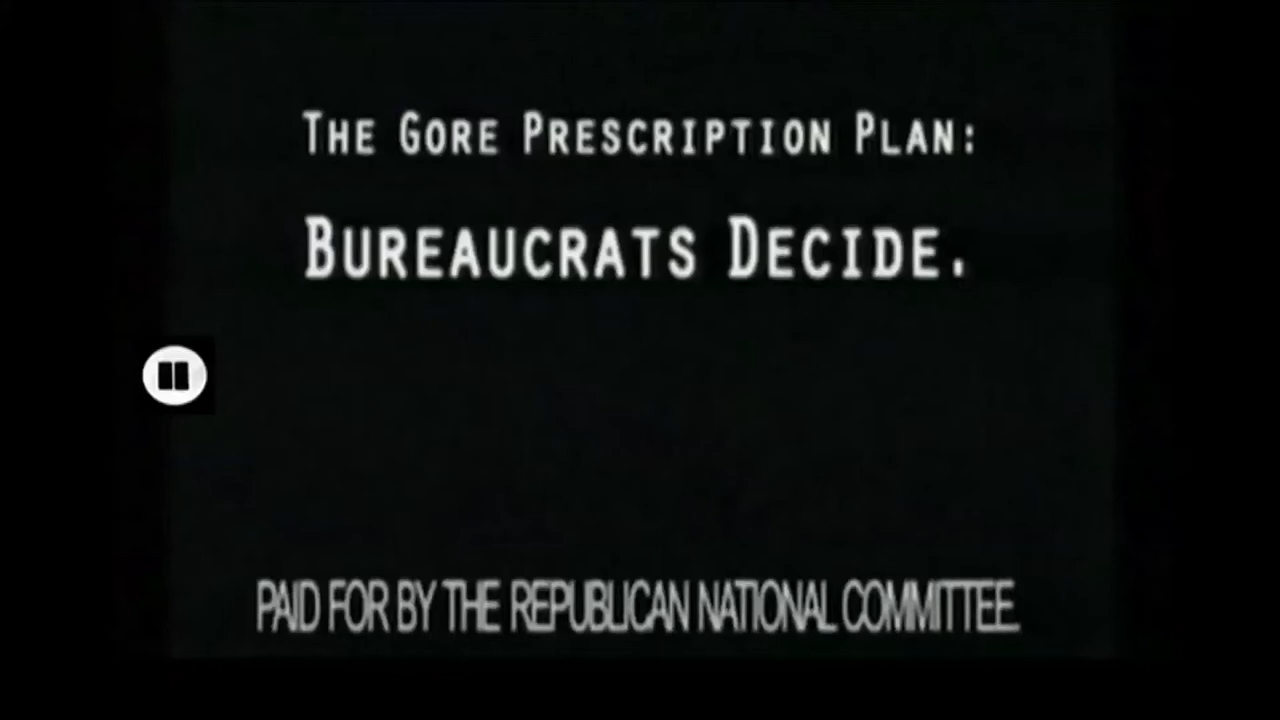 The Gore Prescription Plan:
Bureaucrats Decide.
PAID FOR BY THE REPUBLICAN NATIONAL COMMITTEE.